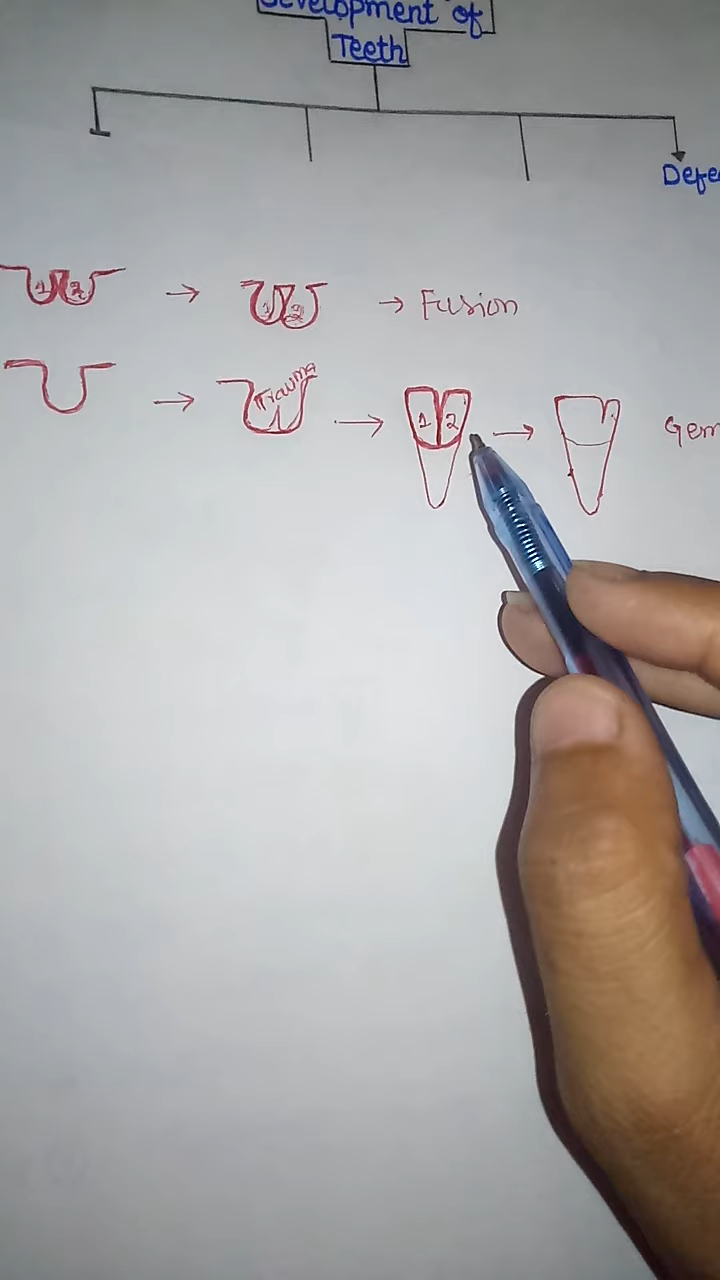 Development of
Teeth
Defe
1 2 → 1 2 → Fusion
→ Trauma → 1 2 → Gem